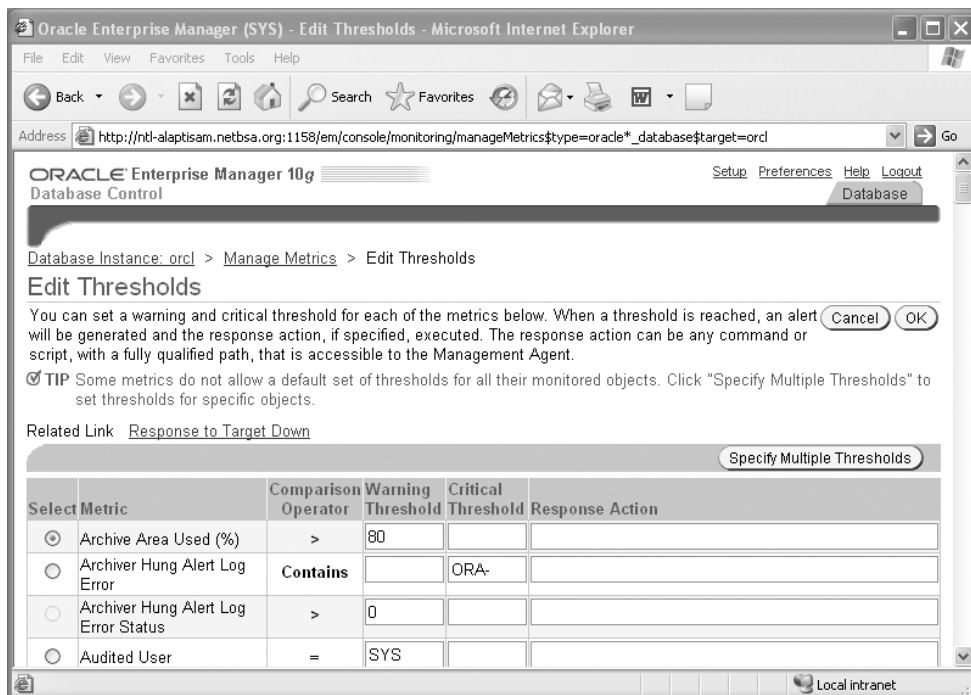 Oracle Enterprise Manager (SYS) - Edit Thresholds - Microsoft Internet Explorer
File Edit View Favorites Tools Help
Back Search Favorites
Address http://ntl-alaptisam.netbsa.org:1158/em/console/monitoring/manageMetrics$type=oracle*_database$target=orcl Go
ORACLE Enterprise Manager 10g
Setup Preferences Help Logout
Database Control
Database
Database Instance: orcl > Manage Metrics > Edit Thresholds
Edit Thresholds
You can set a warning and critical threshold for each of the metrics below. When a threshold is reached, an alert
will be generated and the response action, if specified, executed. The response action can be any command or
script, with a fully qualified path, that is accessible to the Management Agent.
Cancel OK
TIP Some metrics do not allow a default set of thresholds for all their monitored objects. Click "Specify Multiple Thresholds" to
set thresholds for specific objects.
Related Link Response to Target Down
Specify Multiple Thresholds
Select Metric Comparison Operator Warning Threshold Critical Threshold Response Action
Archive Area Used (%) > 80
Archiver Hung Alert Log Error Contains ORA-
Archiver Hung Alert Log Error Status > 0
Audited User = SYS
Local intranet